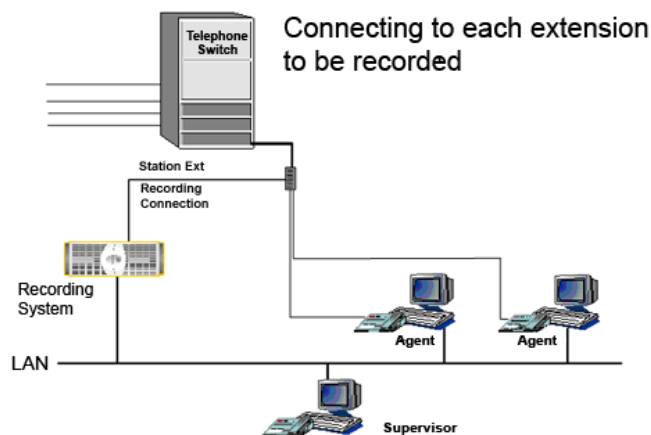 Connecting to each extension
to be recorded
Telephone
Switch
Station Ext
Recording
Connection
Recording
System
Agent
Agent
LAN
Supervisor